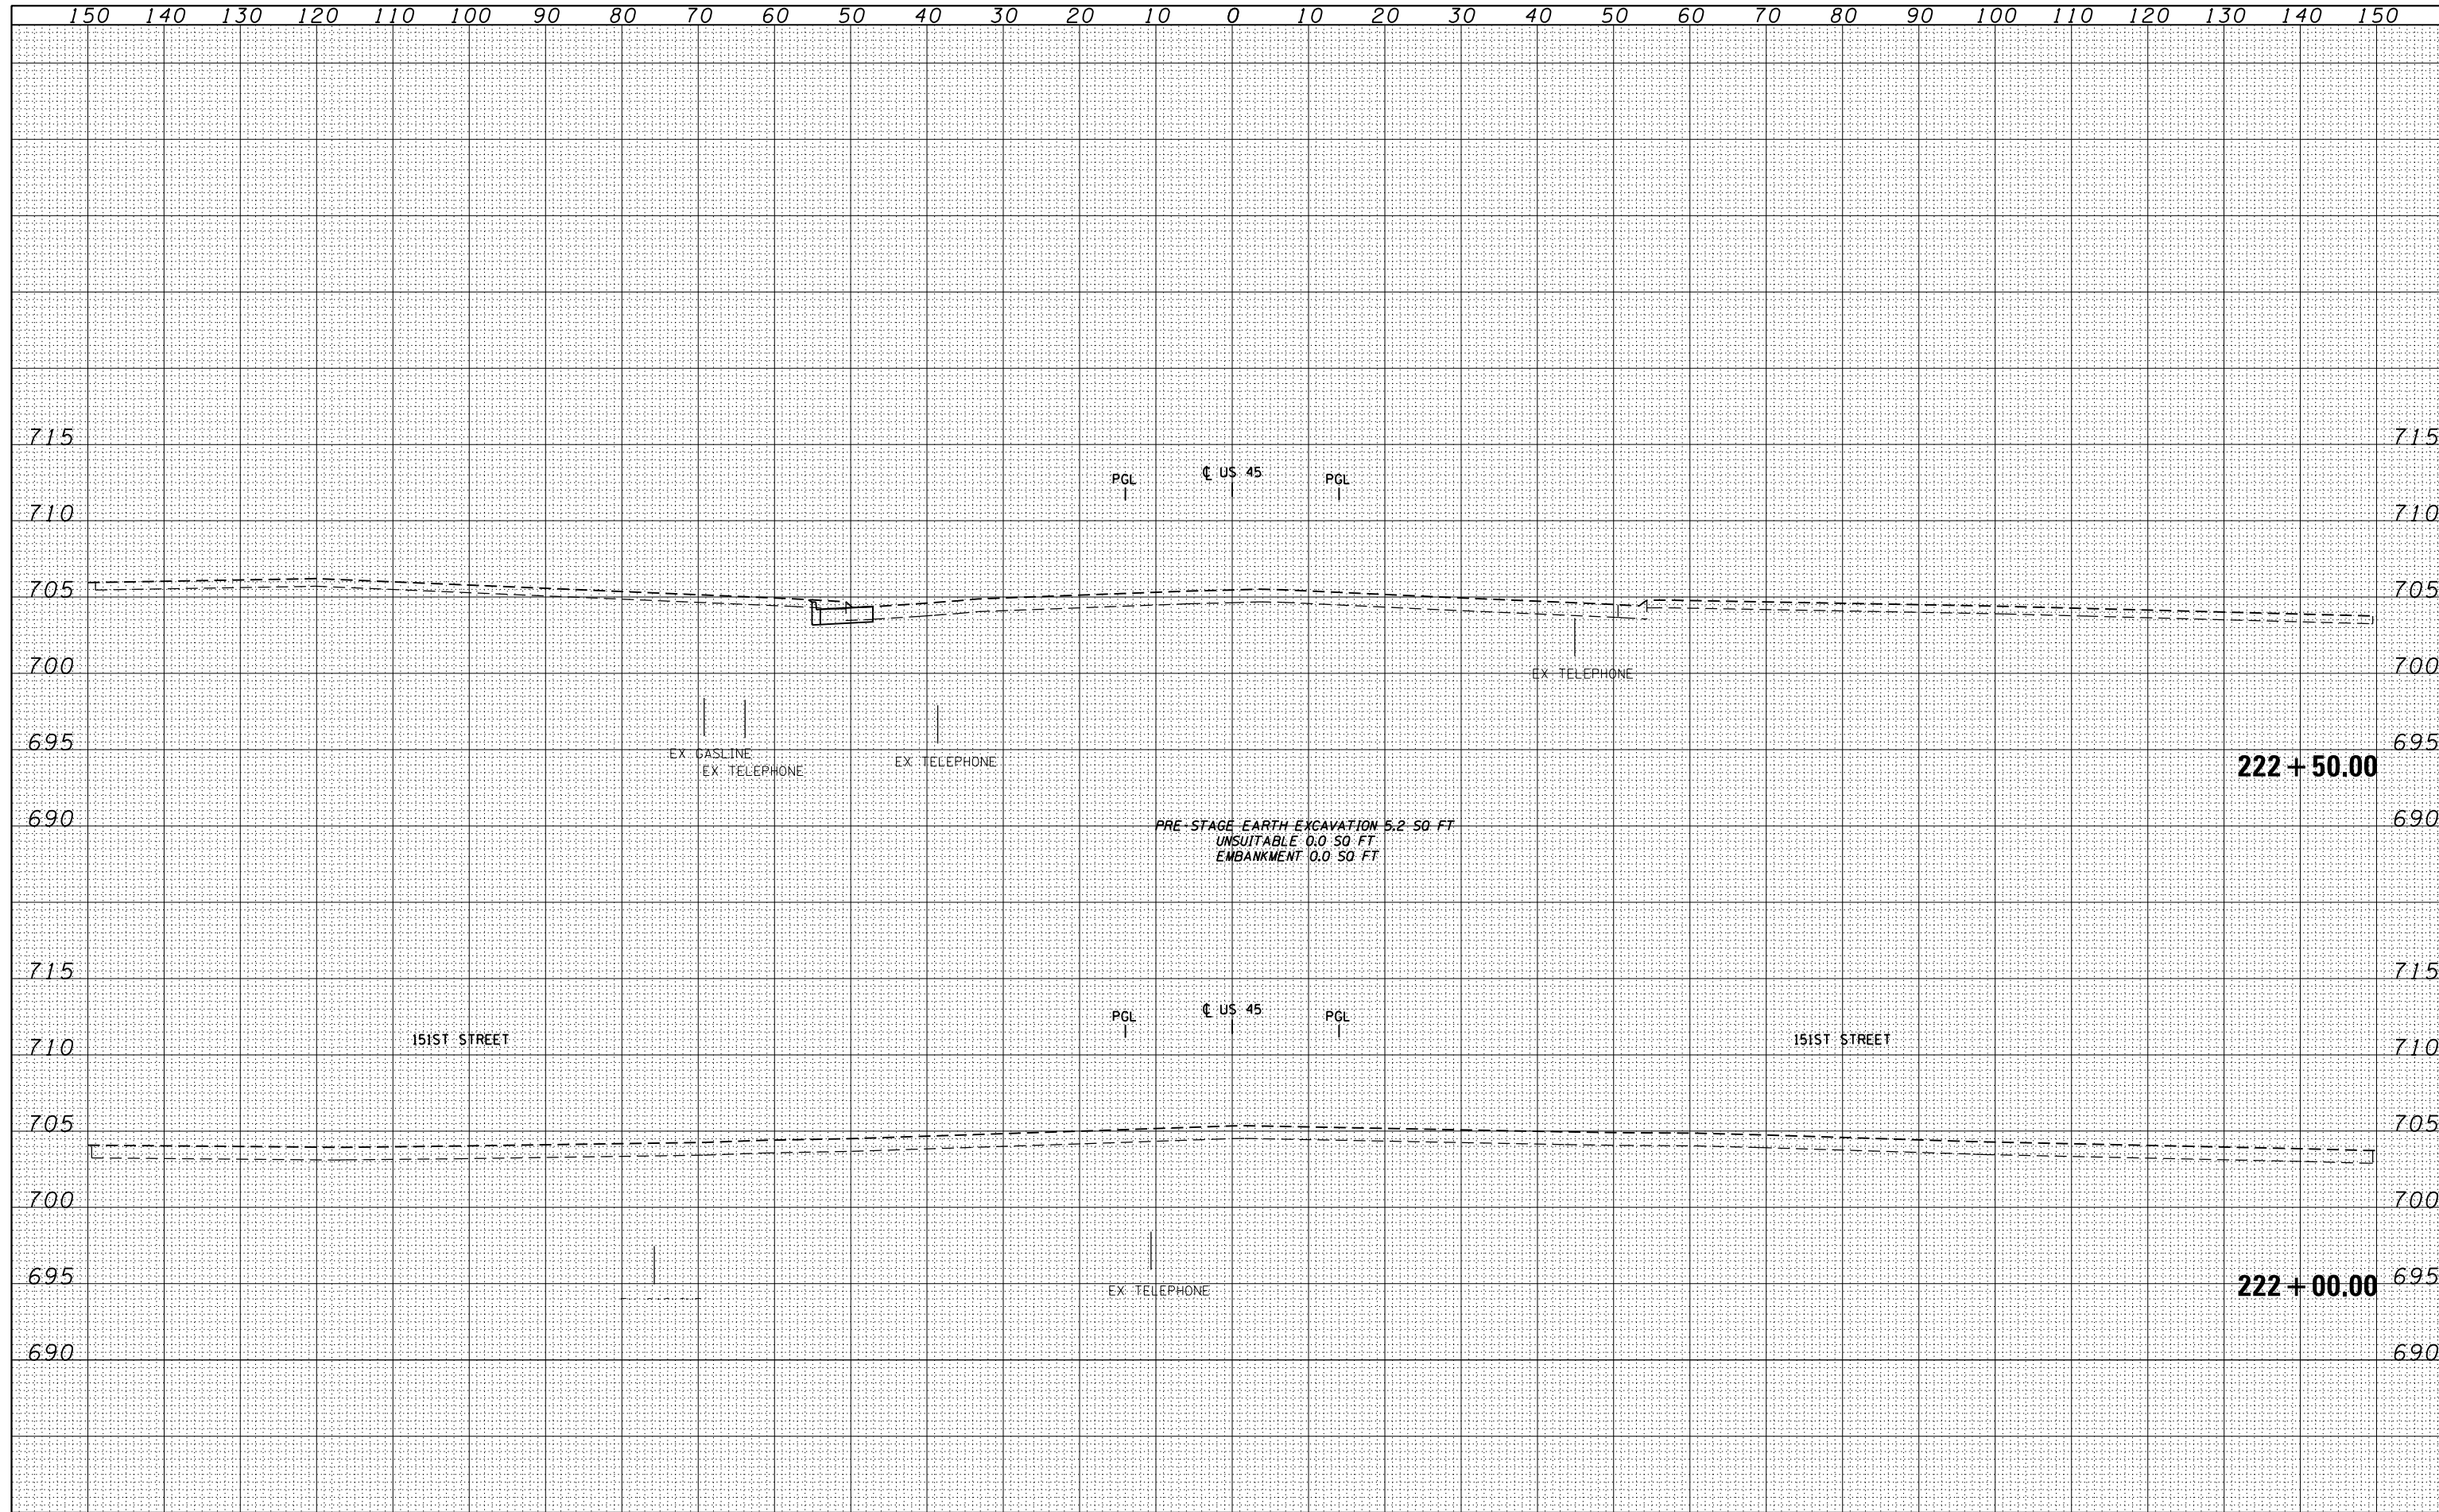 150 140 130 120 110 100 90 80 70 60 50 40 30 20 10 0 10 20 30 40 50 60 70 80 90 100 110 120 130 140 150
715 715
℄ US 45
PGL PGL
710 710
705 705
700 EX TELEPHONE 700
695 695
EX GASLINE EX TELEPHONE
EX TELEPHONE 222+50.00
690 690
PRE-STAGE EARTH EXCAVATION 5.2 SQ FT
UNSUITABLE 0.0 SQ FT
EMBANKMENT 0.0 SQ FT
715 715
℄ US 45
PGL PGL
151ST STREET 151ST STREET
710 710
705 705
700 700
695 695
EX TELEPHONE 222+00.00
690 690